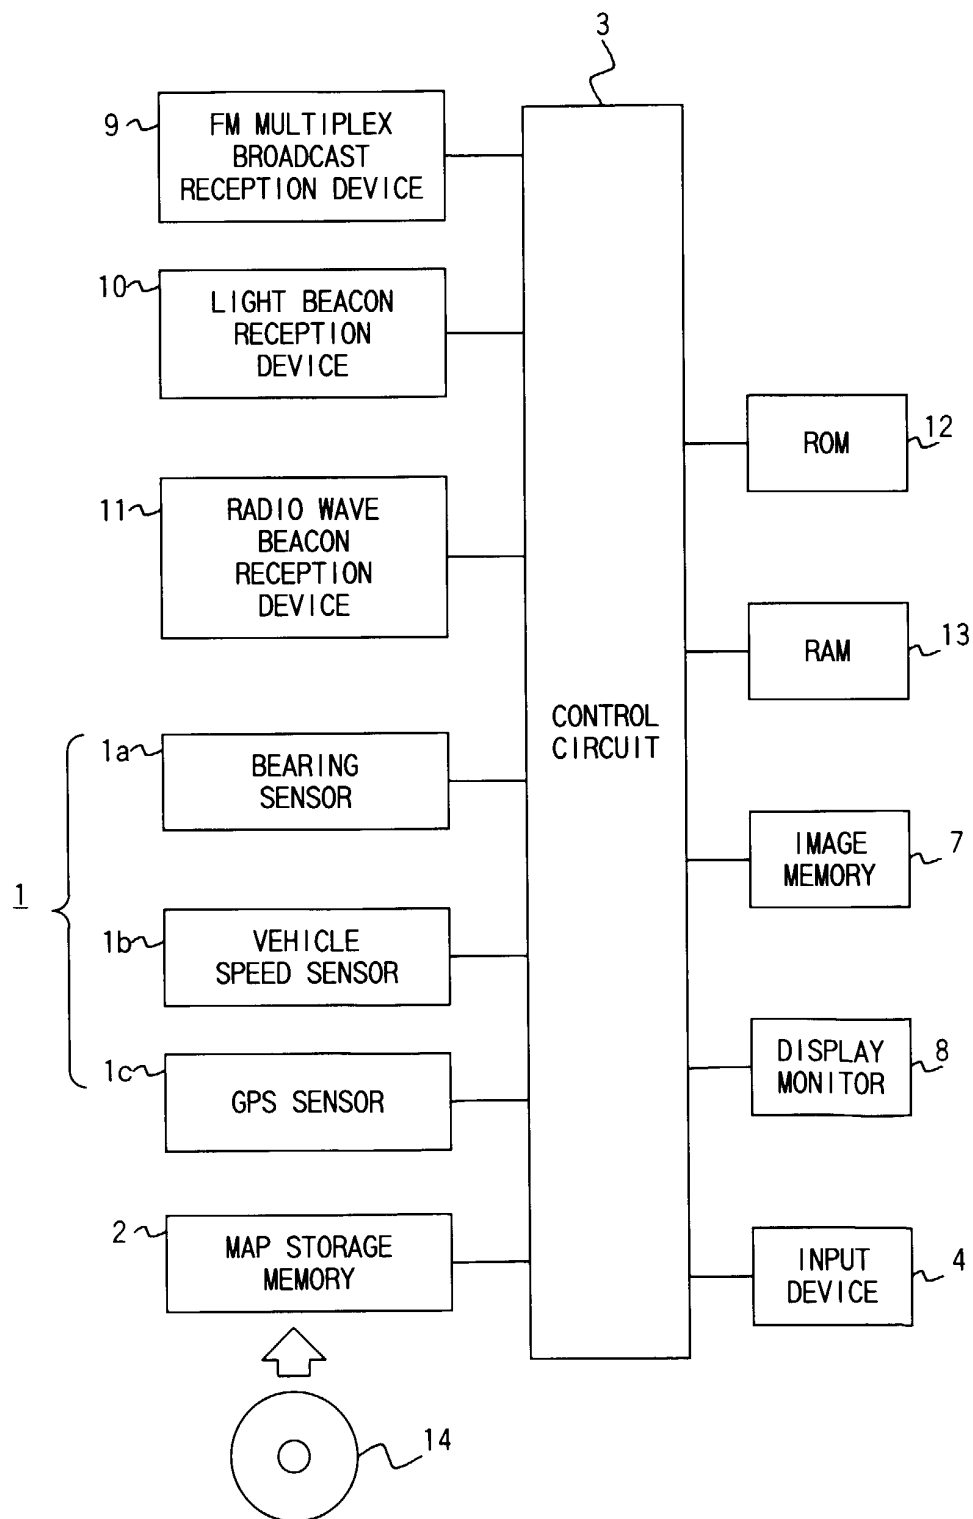 3
9
FM MULTIPLEX
BROADCAST
RECEPTION DEVICE
10
LIGHT BEACON
RECEPTION
DEVICE
11
RADIO WAVE
BEACON
RECEPTION
DEVICE
1
1a
BEARING
SENSOR
1b
VEHICLE
SPEED SENSOR
1c
GPS SENSOR
2
MAP STORAGE
MEMORY
14
CONTROL
CIRCUIT
ROM
12
RAM
13
IMAGE
MEMORY
7
DISPLAY
MONITOR
8
INPUT
DEVICE
4